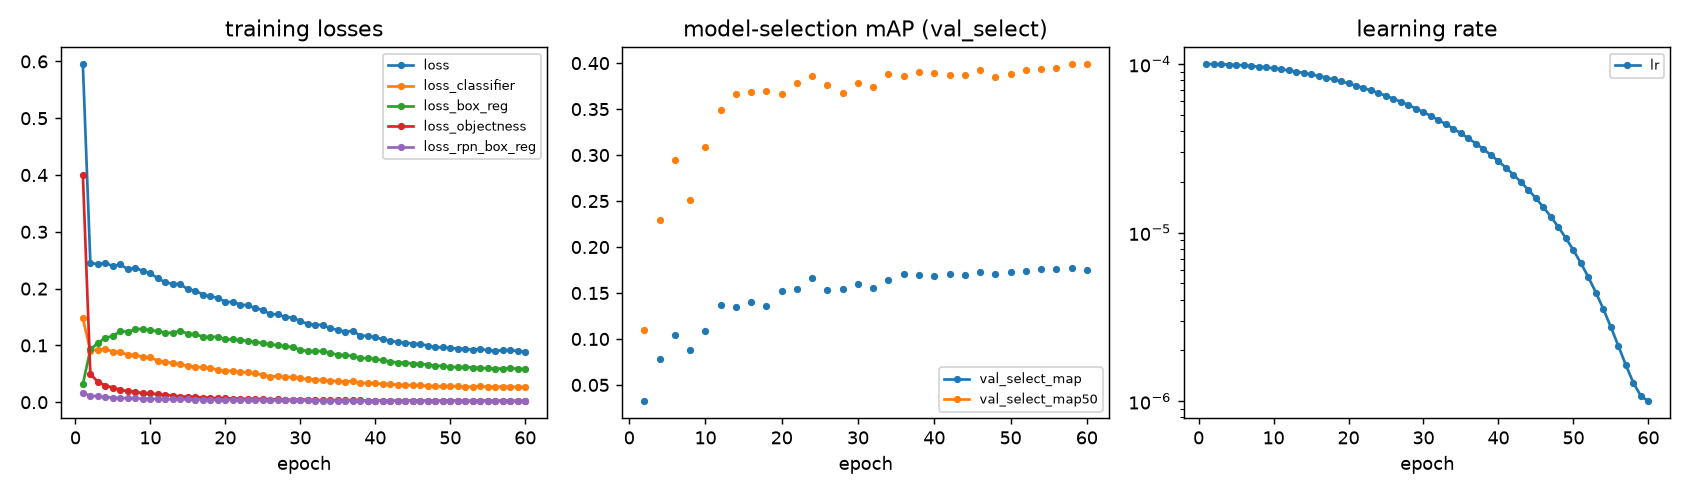 training losses
0.6
0.5
0.4
0.3
0.2
0.1
0.0
loss
loss_classifier
loss_box_reg
loss_objectness
loss_rpn_box_reg
0 10 20 30 40 50 60
epoch
model-selection mAP (val_select)
0.40
0.35
0.30
0.25
0.20
0.15
0.10
0.05
val_select_map
val_select_map50
0 10 20 30 40 50 60
epoch
learning rate
10⁻⁴
10⁻⁵
10⁻⁶
lr
0 10 20 30 40 50 60
epoch